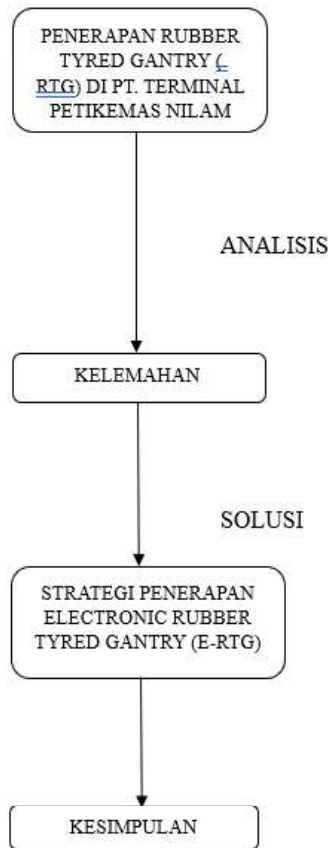 PENERAPAN RUBBER
TYRED GANTRY (
RTG) DI PT. TERMINAL
PETIKEMAS NILAM
ANALISIS
KELEMAHAN
SOLUSI
STRATEGI PENERAPAN
ELECTRONIC RUBBER
TYRED GANTRY (E-RTG)
KESIMPULAN